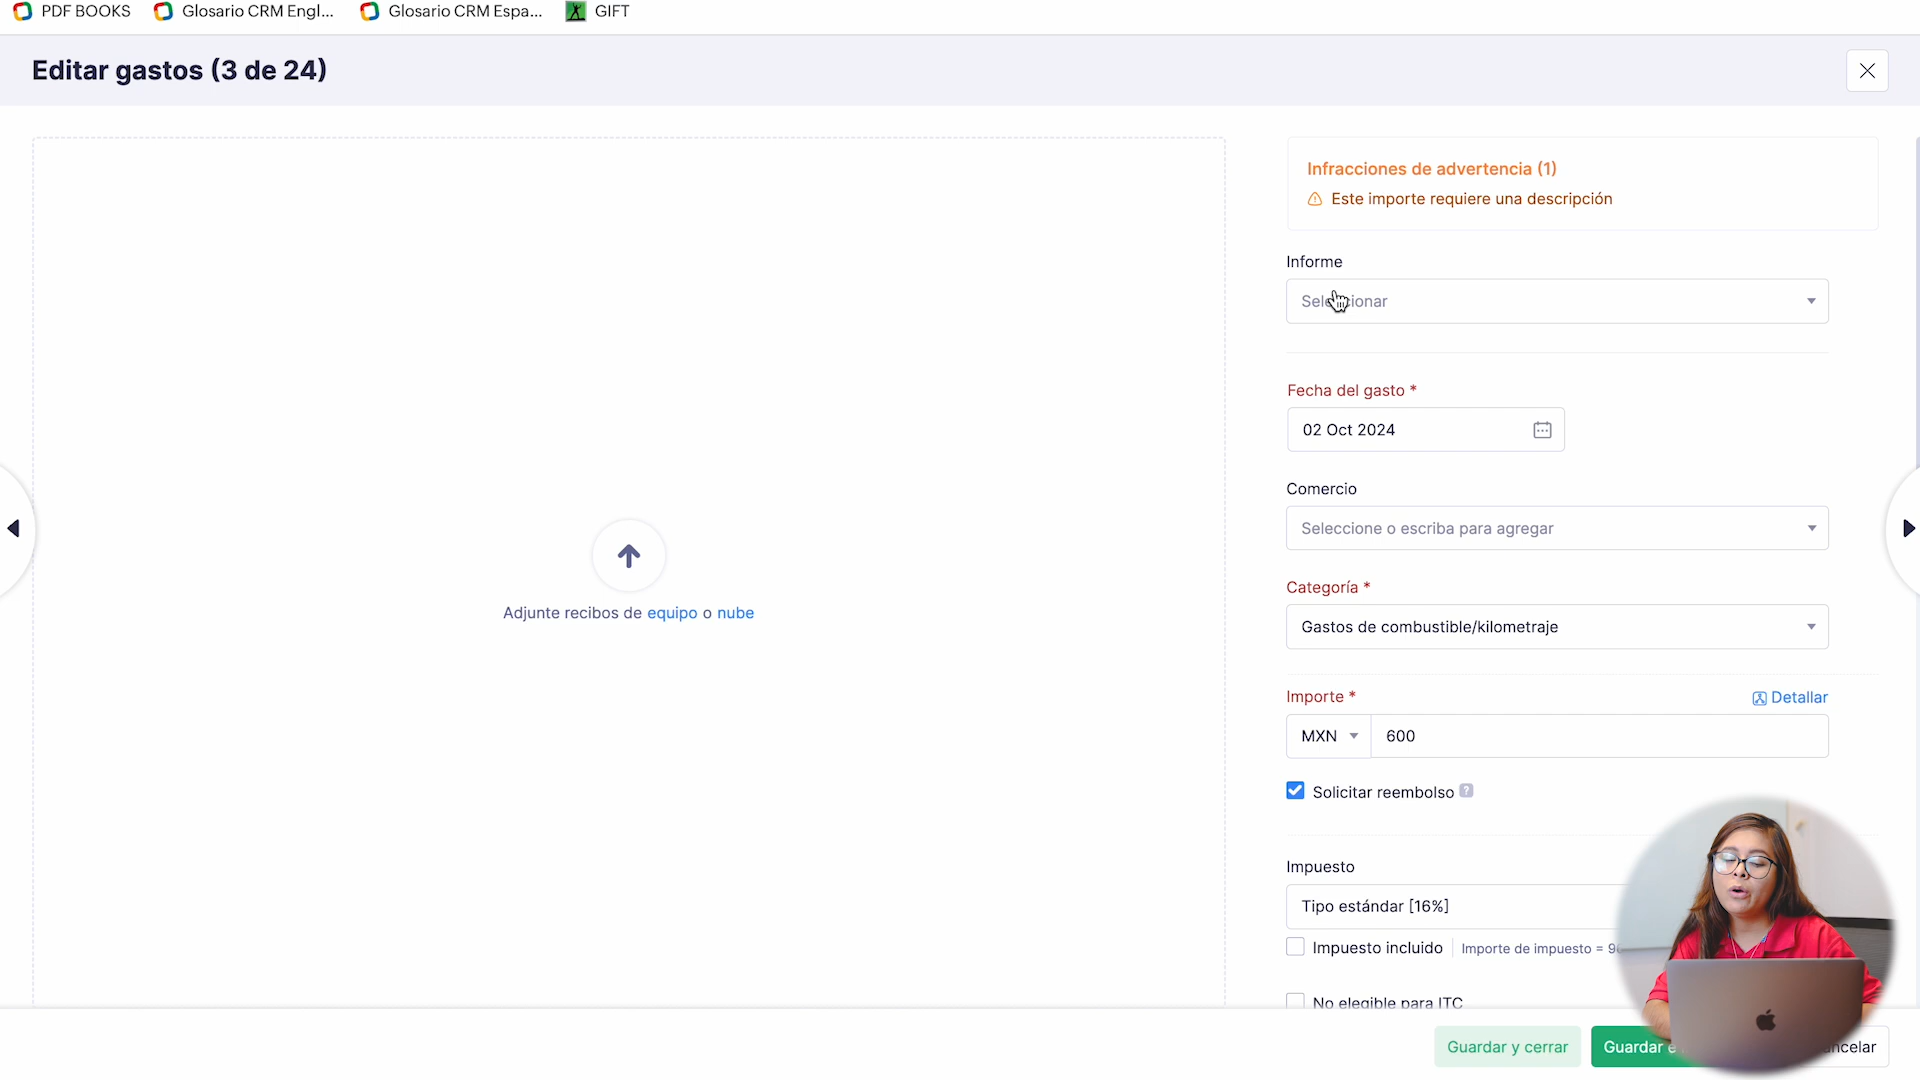 PDF BOOKS
Glosario CRM Engl...
Glosario CRM Espa...
GIFT
Editar gastos (3 de 24)
Infracciones de advertencia (1)
Este importe requiere una descripción
Informe
Seleccionar
Fecha del gasto *
02 Oct 2024
Comercio
Seleccione o escriba para agregar
Categoría *
Gastos de combustible/kilometraje
Importe *
Detallar
MXN
600
Solicitar reembolso ?
Impuesto
Tipo estándar [16%]
Impuesto incluido
Importe de impuesto =
No elegible para ITC
Adjunte recibos de equipo o nube
Guardar y cerrar
Guardar